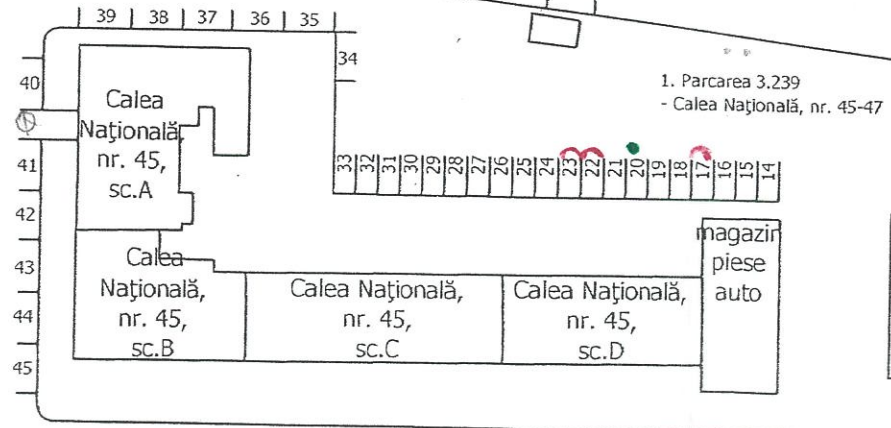 39 38 37 36 35
34
40
1. Parcarea 3.239
- Calea Naţională, nr. 45-47
Calea
Naţională,
nr. 45,
sc.A
41
33 32 31 30 29 28 27 26 25 24 23 22 21 20 19 18 17 16 15 14
42
magazin
piese
auto
43
Calea
Naţională,
nr. 45,
sc.B
Calea Naţională,
nr. 45,
sc.C
Calea Naţională,
nr. 45,
sc.D
44
45